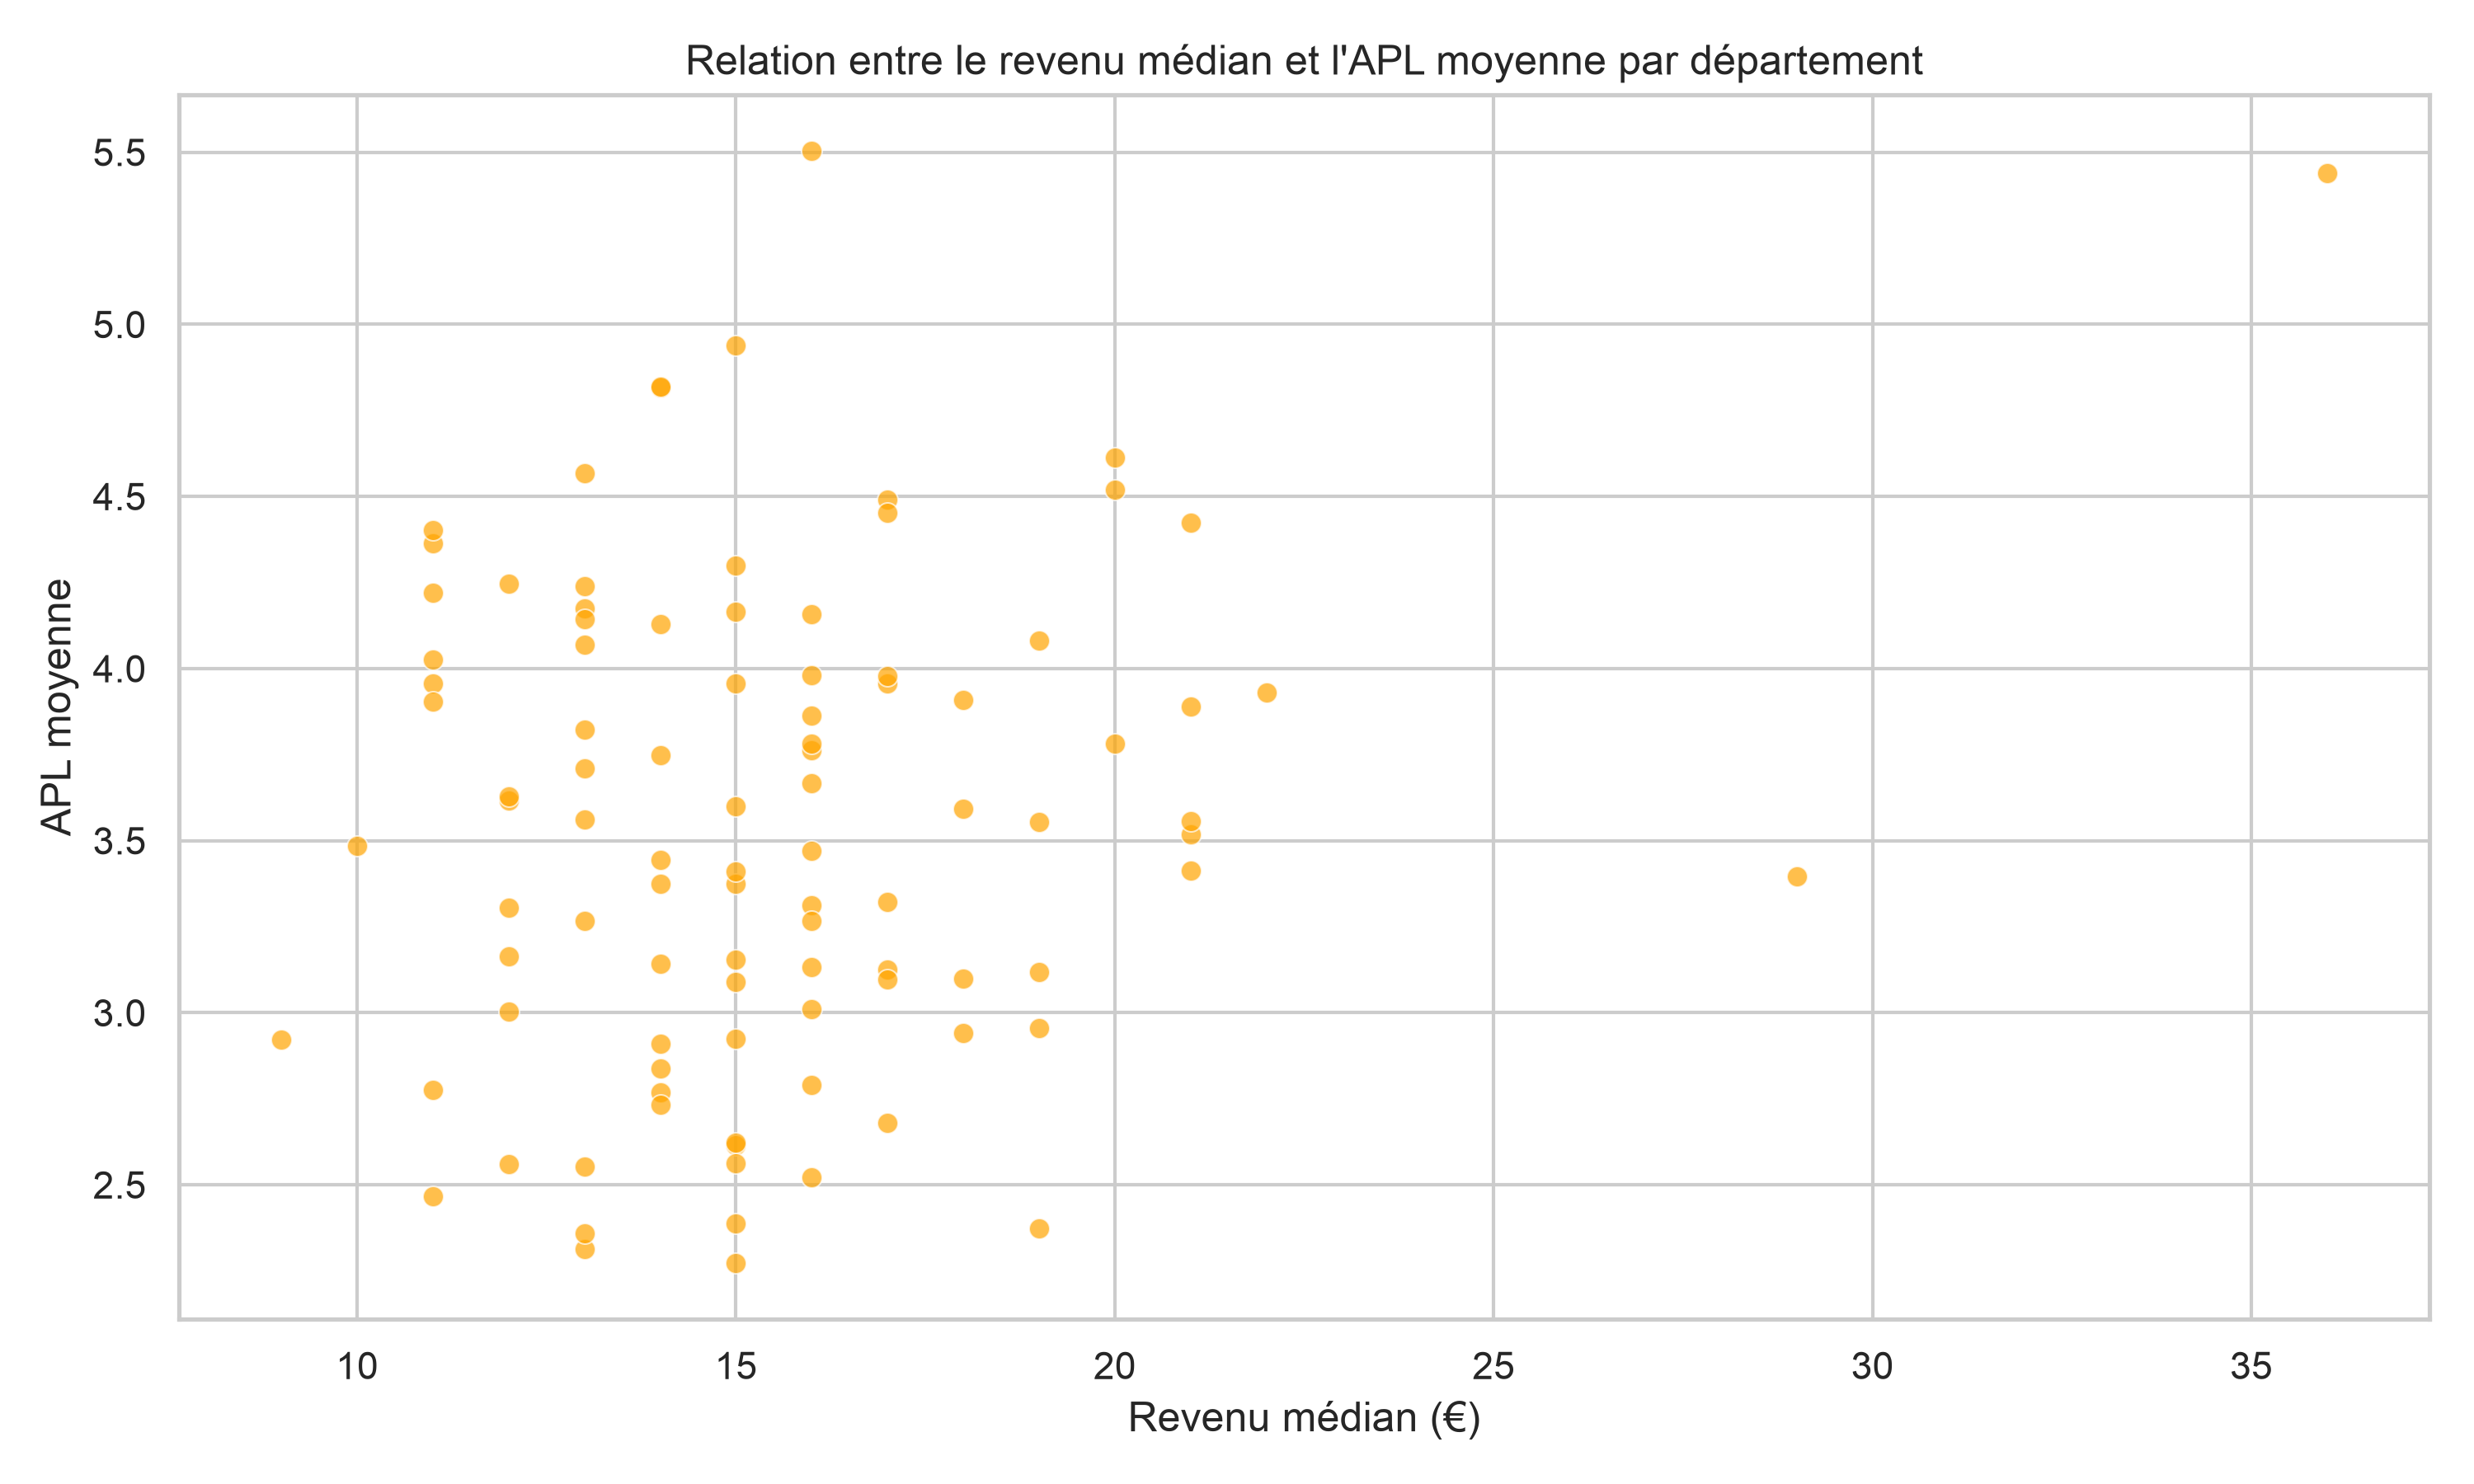 Relation entre le revenu médian et l'APL moyenne par département
5.5
5.0
4.5
4.0
3.5
3.0
2.5
APL moyenne
10 15 20 25 30 35
Revenu médian (€)